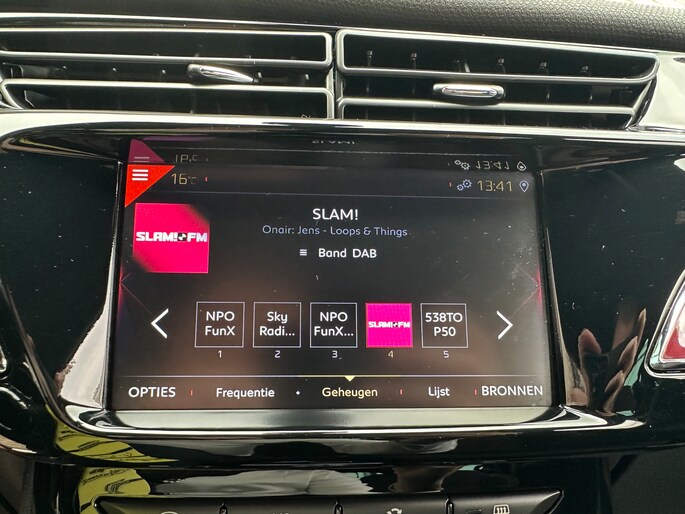 16°C 13:41
SLAM!
Onair: Jens - Loops & Things
SLAM! FM
Band DAB
NPO FunX
Sky Radi...
NPO FunX...
SLAM! FM
538TO P50
1 2 3 4 5
OPTIES Frequentie Geheugen Lijst BRONNEN